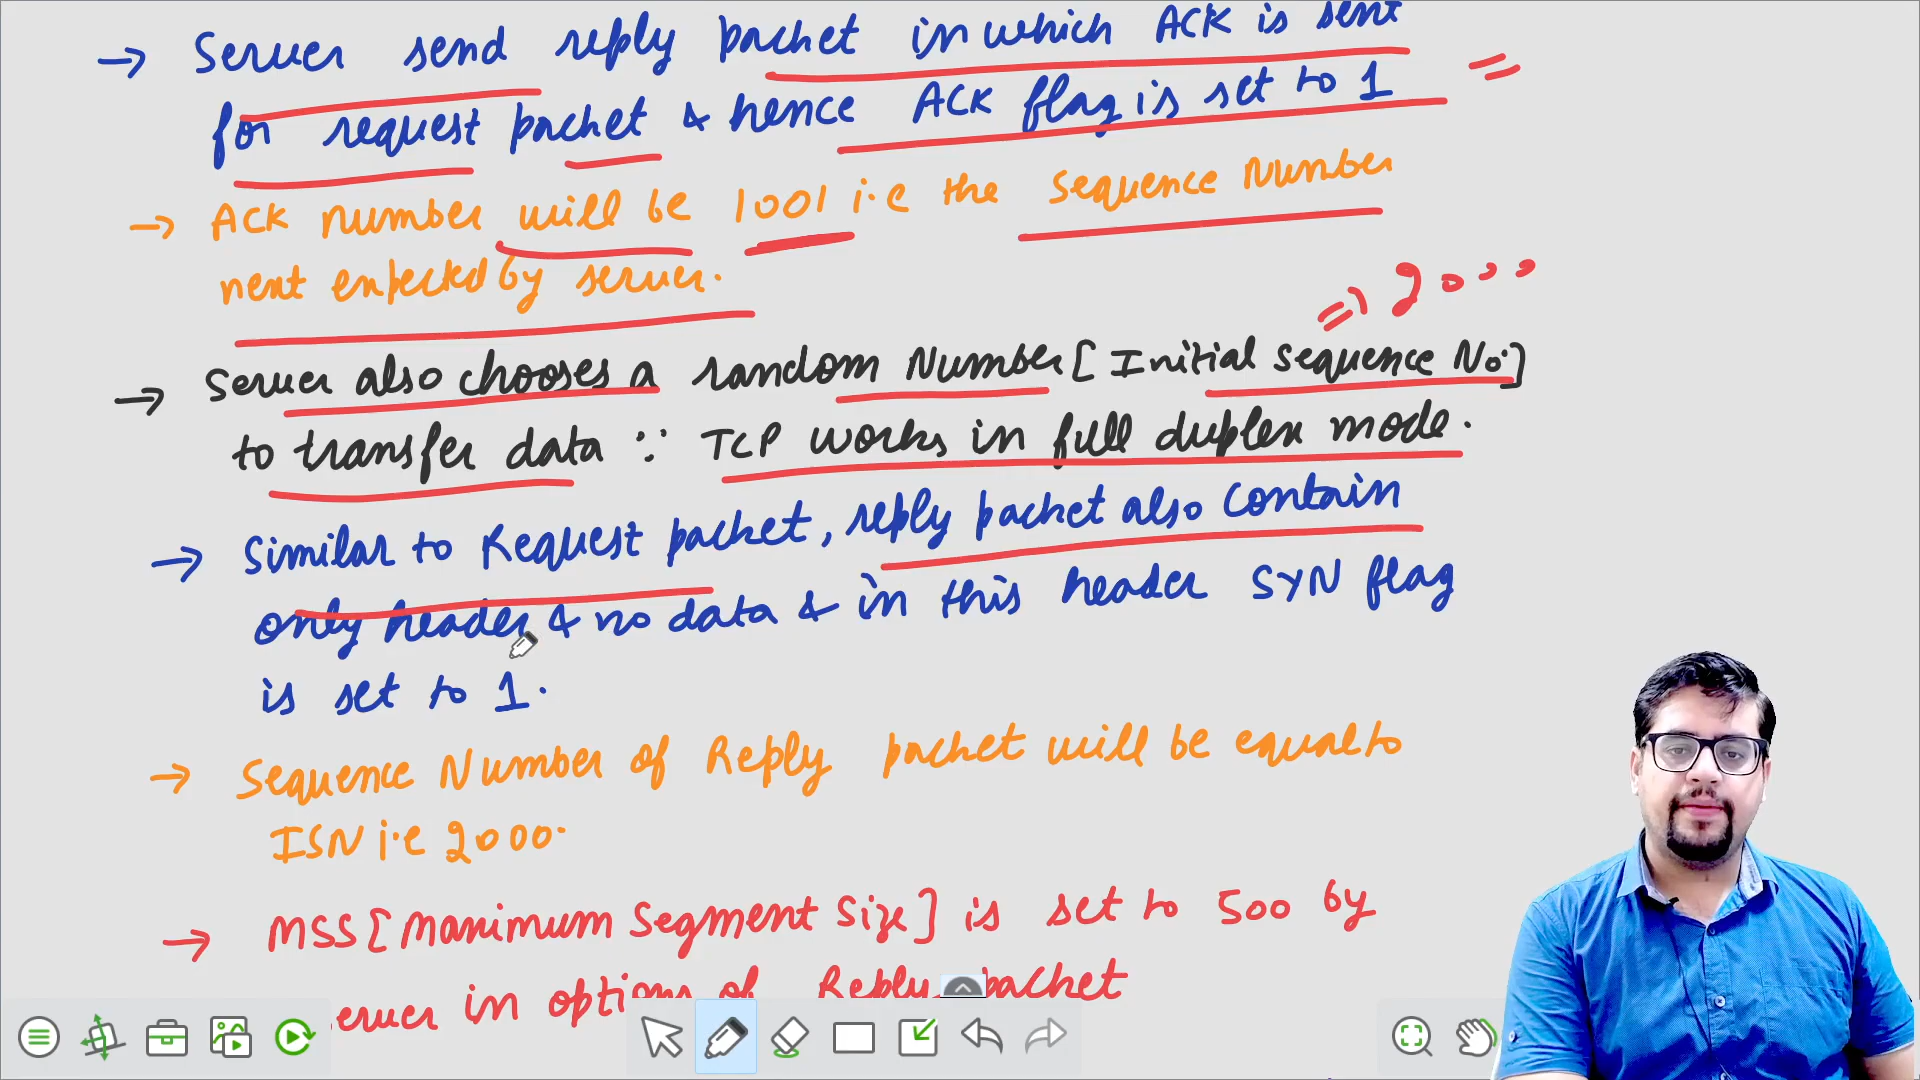 → Server send reply packet in which ACK is sent
for request packet & hence ACK flag is set to 1 =
→ ACK number will be 1001 i.e the sequence Number
next expected by server.
=> 2000
→ Server also chooses a random Number [Initial sequence No.]
to transfer data ∵ TCP works in full duplex mode.
→ Similar to Request packet, reply packet also contain
only header & no data & in this header SYN flag
is set to 1.
→ Sequence Number of Reply packet will be equal to
ISN i.e 2000.
→ MSS [Maximum Segment Size] is set to 500 by
server in options of Reply packet